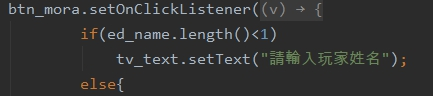 btn_mora.setOnClickListener((v) → {
if(ed_name.length()<1)
tv_text.setText("請輸入玩家姓名");
else{